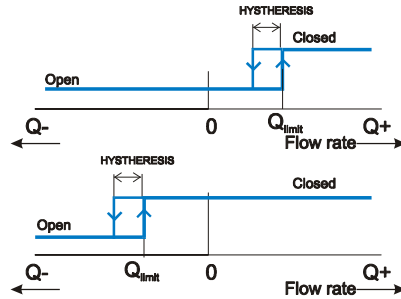 HYSTHERESIS
Closed
Open
Q- 0 Qlimit Q+
Flow rate
HYSTHERESIS
Closed
Open
Q- Qlimit 0 Q+
Flow rate